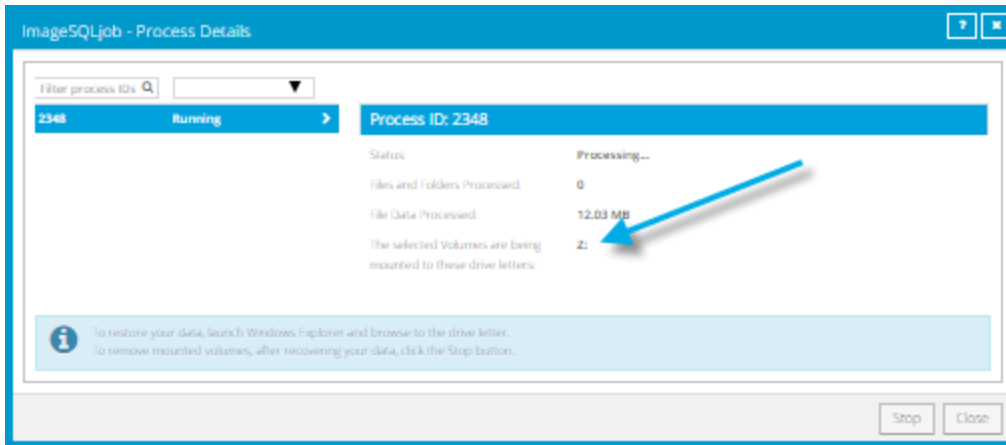 ImageSQLjob - Process Details
? ×
Filter process IDs
2348 Running
Process ID: 2348
Status: Processing...
Files and Folders Processed: 0
File Data Processed: 12.03 MB
The selected Volumes are being Z:
mounted to these drive letters:
To restore your data, launch Windows Explorer and browse to the drive letter.
To remove mounted volumes, after recovering your data, click the Stop button.
Stop Close